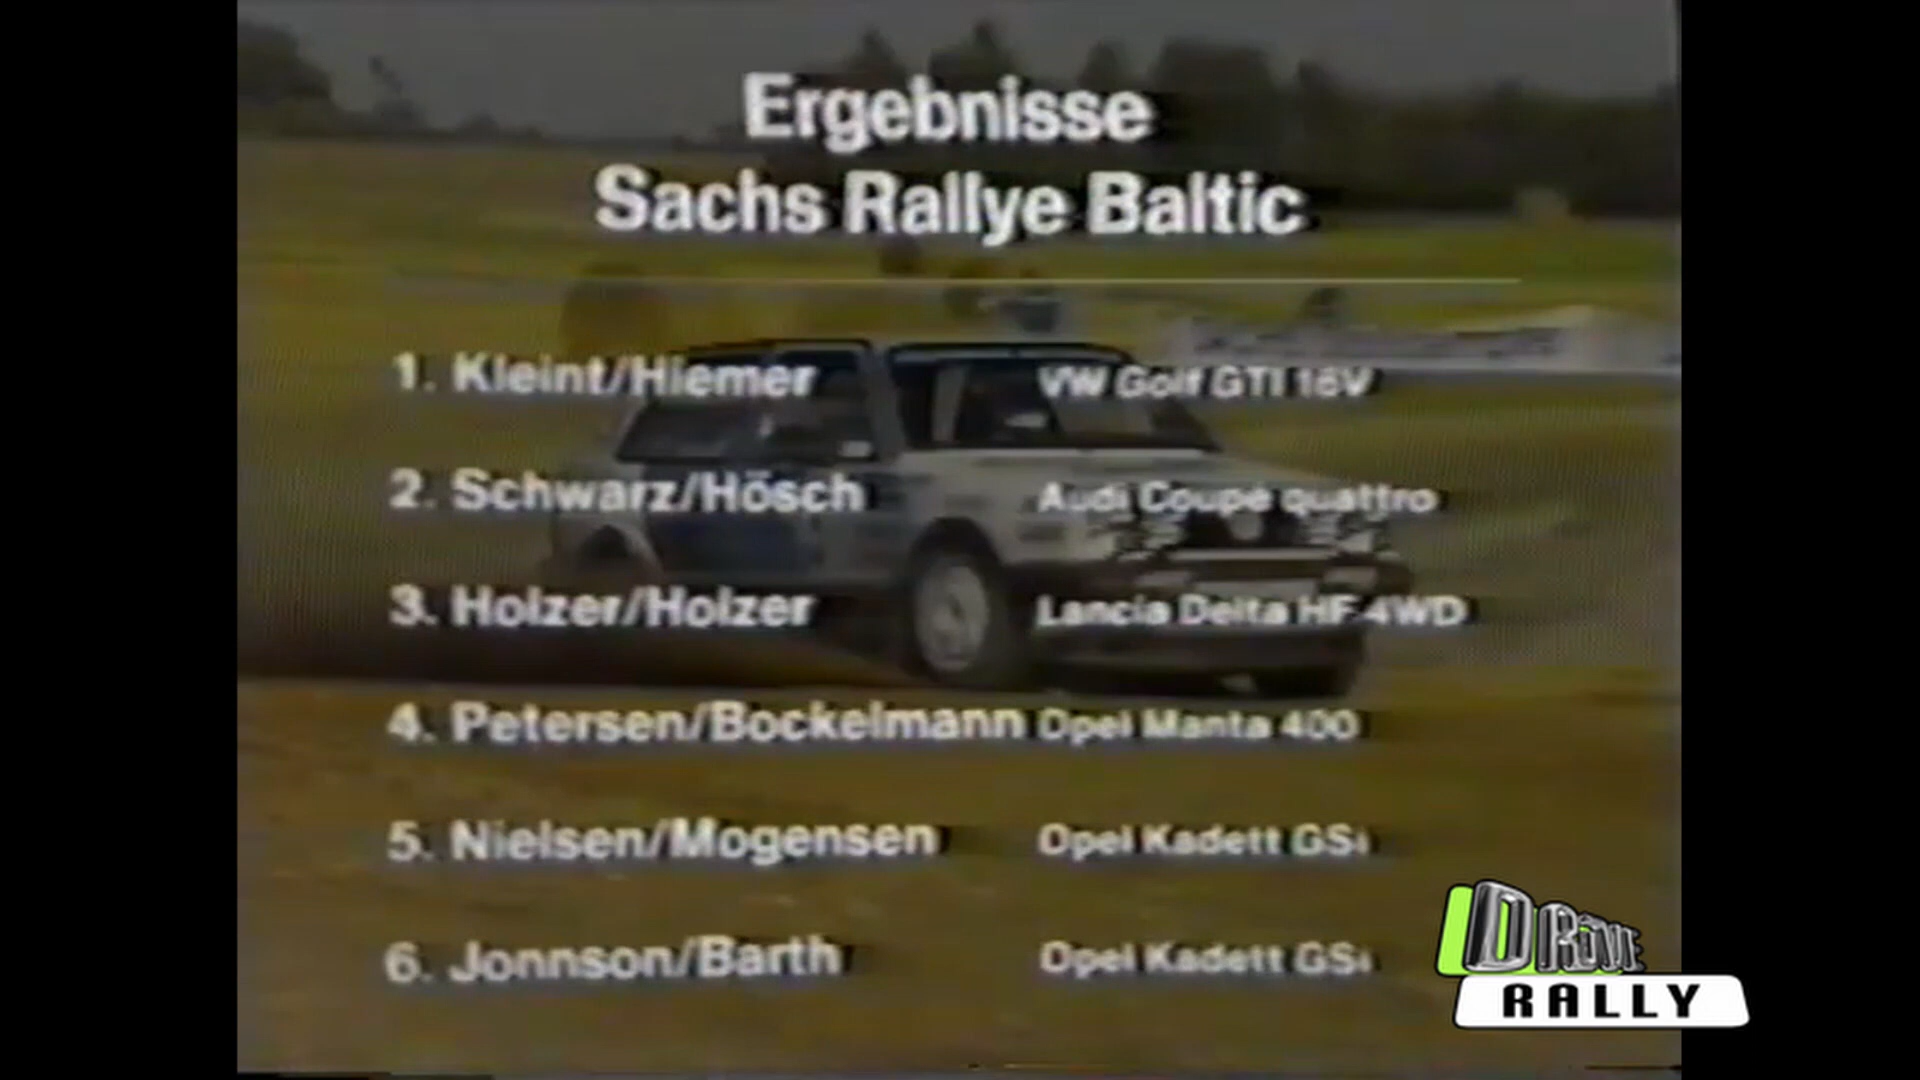 Ergebnisse
Sachs Rallye Baltic
1. Kleint/Hiemer VW Golf GTI 16V
2. Schwarz/Hösch Audi Coupe quattro
3. Holzer/Holzer Lancia Delta HF 4WD
4. Petersen/Bockelmann Opel Manta 400
5. Nielsen/Mogensen Opel Kadett GSi
6. Jonnson/Barth Opel Kadett GSi
DRIVE
RALLY